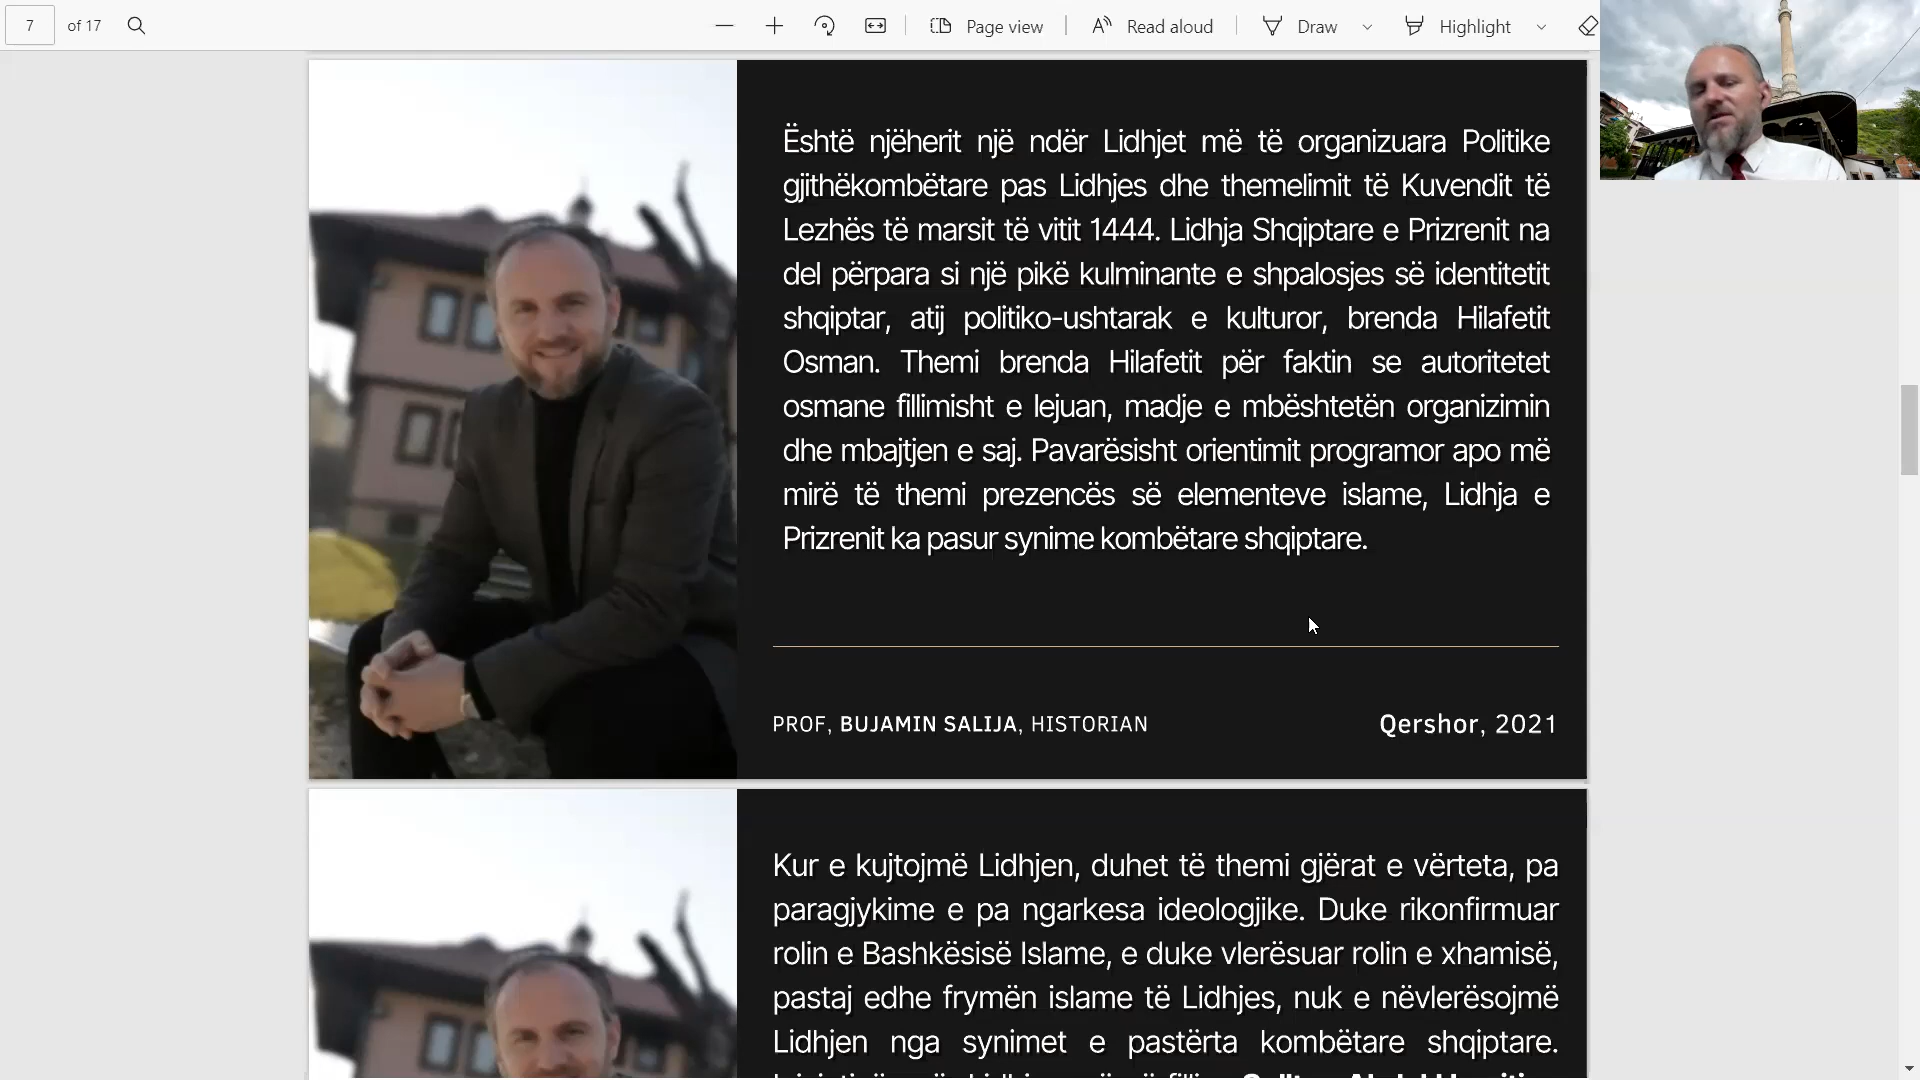 7 of 17
Page view
Read aloud
Draw
Highlight
Është njëherit një ndër Lidhjet më të organizuara Politike
gjithëkombëtare pas Lidhjes dhe themelimit të Kuvendit të
Lezhës të marsit të vitit 1444. Lidhja Shqiptare e Prizrenit na
del përpara si një pikë kulminante e shpalosjes së identitetit
shqiptar, atij politiko-ushtarak e kulturor, brenda Hilafetit
Osman. Themi brenda Hilafetit për faktin se autoritetet
osmane fillimisht e lejuan, madje e mbështetën organizimin
dhe mbajtjen e saj. Pavarësisht orientimit programor apo më
mirë të themi prezencës së elementeve islame, Lidhja e
Prizrenit ka pasur synime kombëtare shqiptare.
PROF, BUJAMIN SALIJA, HISTORIAN
Qershor, 2021
Kur e kujtojmë Lidhjen, duhet të themi gjërat e vërteta, pa
paragjykime e pa ngarkesa ideologjike. Duke rikonfirmuar
rolin e Bashkësisë Islame, e duke vlerësuar rolin e xhamisë,
pastaj edhe frymën islame të Lidhjes, nuk e nëvlerësojmë
Lidhjen nga synimet e pastërta kombëtare shqiptare.